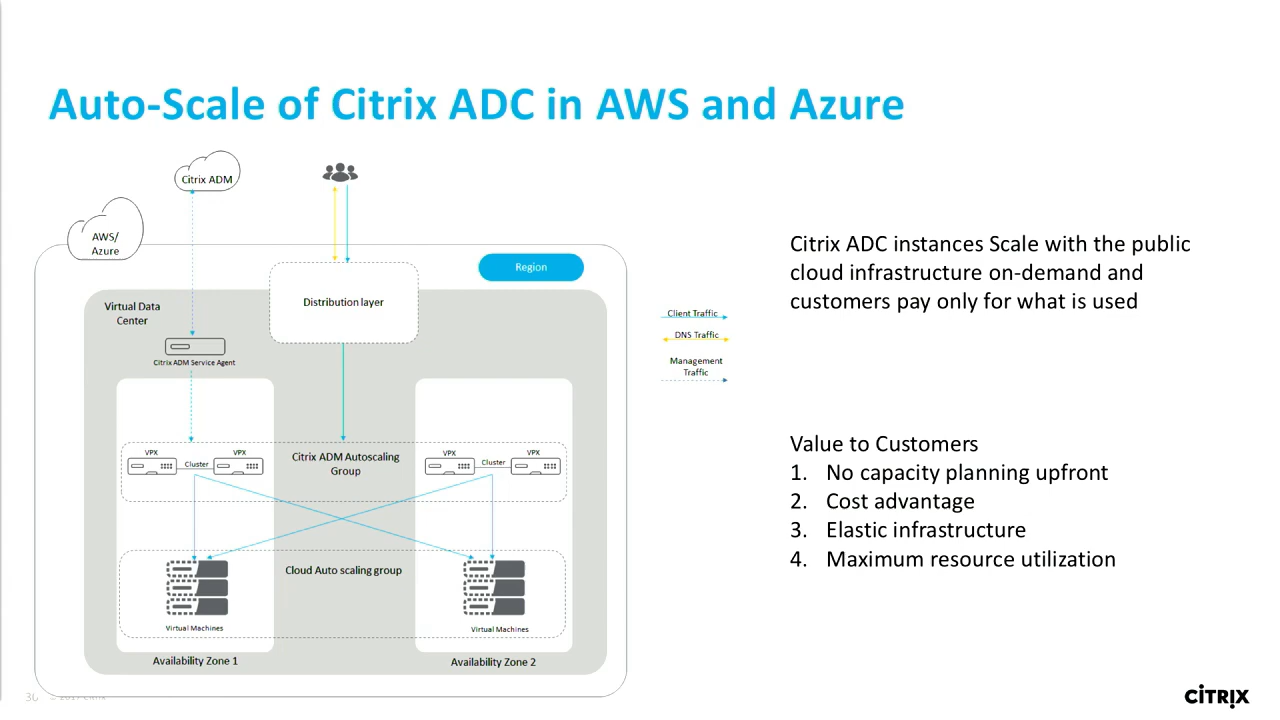 Auto-Scale of Citrix ADC in AWS and Azure
Citrix ADM
AWS/
Azure
Region
Distribution layer
Virtual Data
Center
Citrix ADM Service Agent
VPX
VPX
Cluster
Citrix ADM Autoscaling
Group
VPX
VPX
Cluster
Cloud Auto scaling group
Virtual Machines
Virtual Machines
Availability Zone 1
Availability Zone 2
Client Traffic
DNS Traffic
Management
Traffic
Citrix ADC instances Scale with the public
cloud infrastructure on-demand and
customers pay only for what is used
Value to Customers
1. No capacity planning upfront
2. Cost advantage
3. Elastic infrastructure
4. Maximum resource utilization
CITRIX